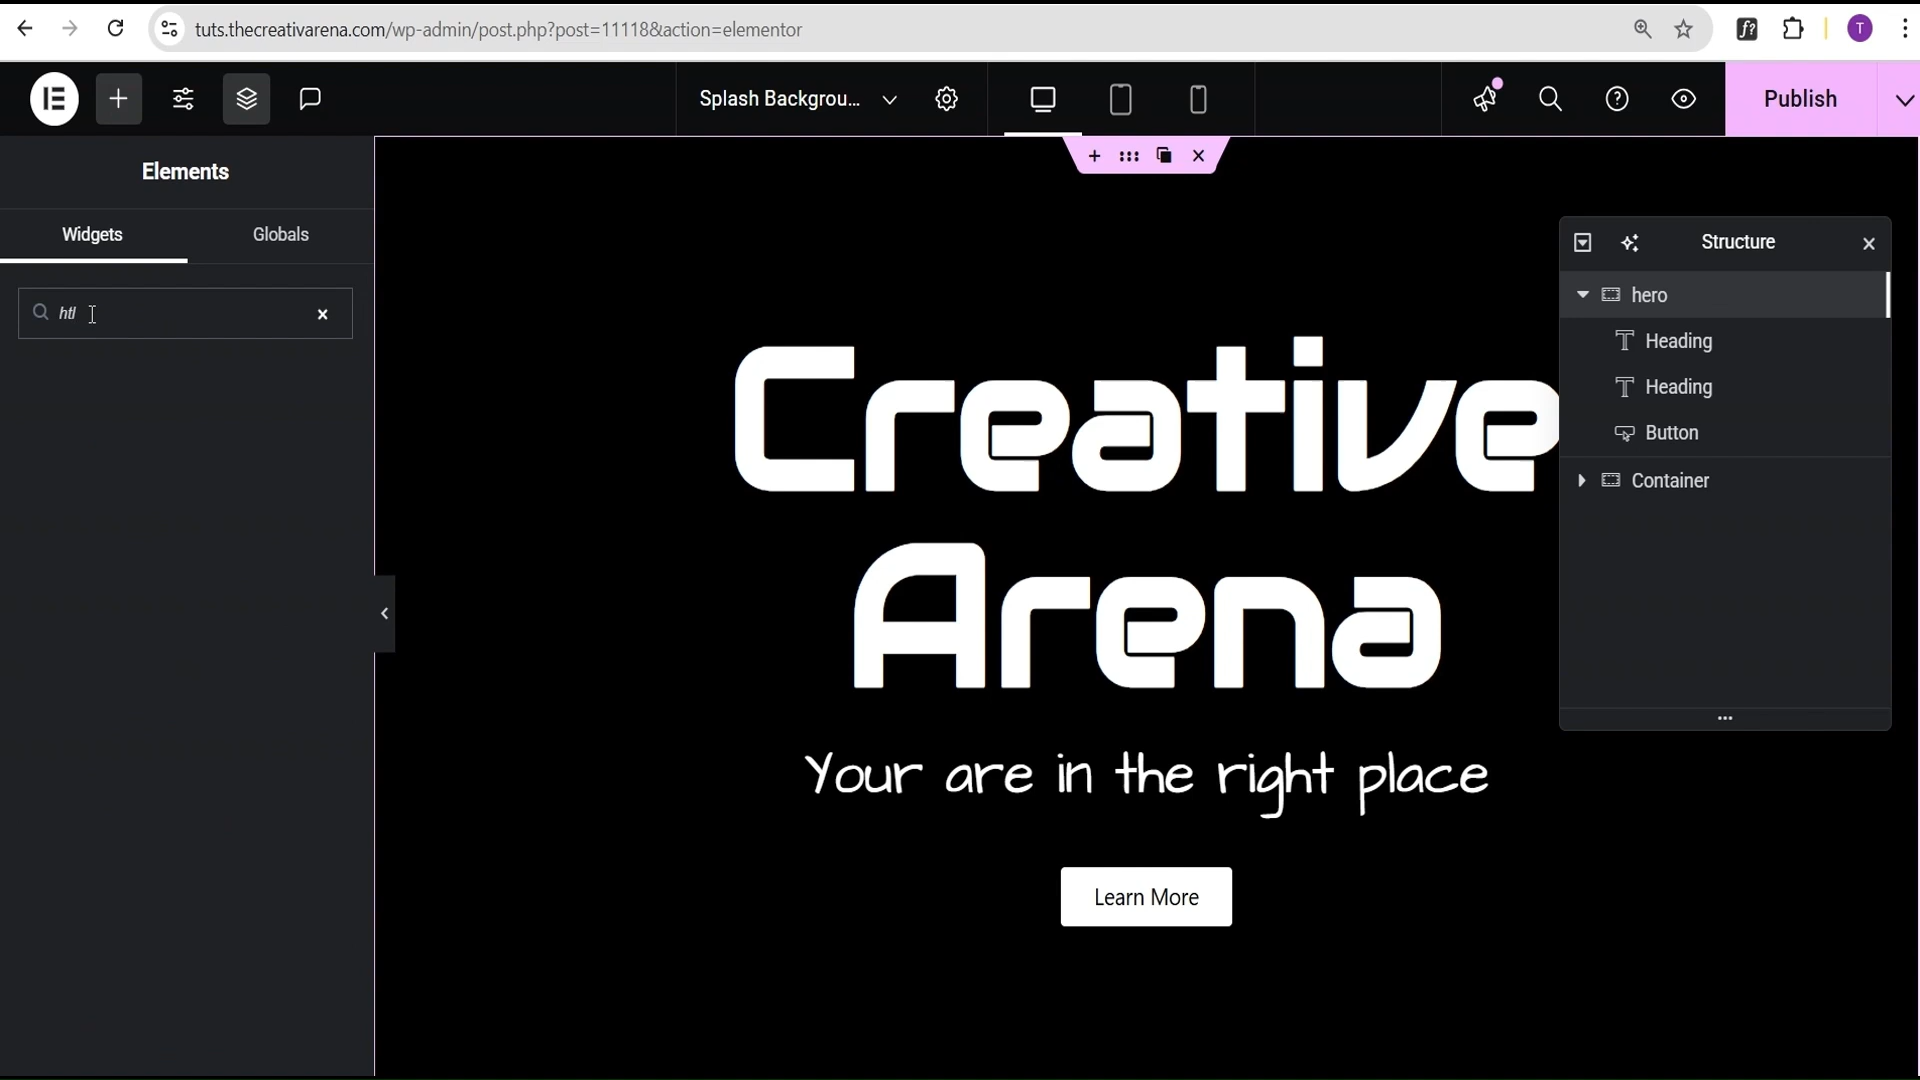 tuts.thecreativarena.com/wp-admin/post.php?post=11118&action=elementor
f?
T
Splash Backgrou...
Publish
Elements
Widgets
Globals
htl
Structure
hero
Heading
Heading
Button
Container
Creative
Arena
Your are in the right place
Learn More